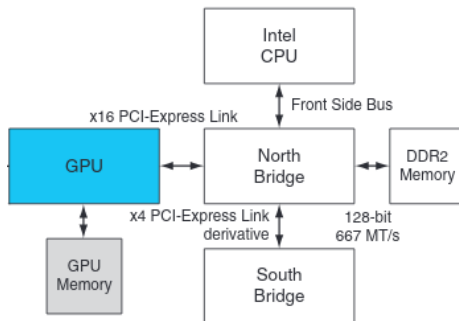 Intel
CPU
Front Side Bus
x16 PCI-Express Link
GPU
North
Bridge
DDR2
Memory
x4 PCI-Express Link
derivative
128-bit
667 MT/s
GPU
Memory
South
Bridge